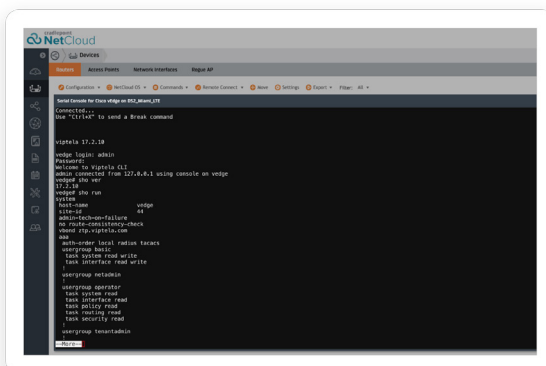 cradlepoint
NetCloud
Devices
Routers Access Points Network Interfaces Rogue AP
Configuration NetCloud OS Commands Remote Connect Move Settings Export Filter: All
Serial Console for Cisco vEdge on DS2_Miami_LTE
Connected...
Use "Ctrl+X" to send a Break command
viptela 17.2.10
vedge login: admin
Password:
Welcome to Viptela CLI
admin connected from 127.0.0.1 using console on vedge
vedge# sho ver
17.2.10
vedge# sho run
system
host-name vedge
site-id 44
admin-tech-on-failure
no route-consistency-check
vbond ztp.viptela.com
aaa
auth-order local radius tacacs
usergroup basic
task system read write
task interface read write
!
usergroup netadmin
!
usergroup operator
task system read
task interface read
task policy read
task routing read
task security read
!
usergroup tenantadmin
!
--More--